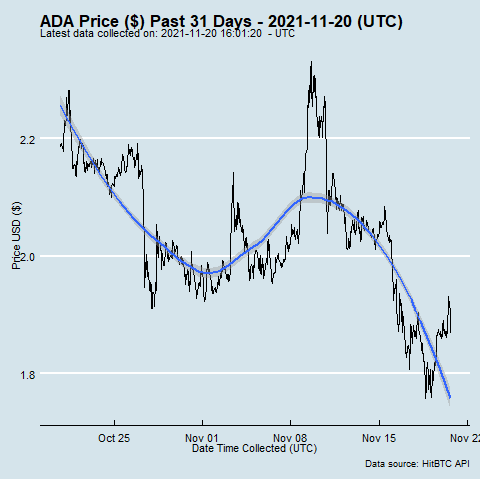 ADA Price ($) Past 31 Days - 2021-11-20 (UTC)
Latest data collected on: 2021-11-20 16:01:20 - UTC
Price USD ($)
2.2
2.0
1.8
Oct 25 Nov 01 Nov 08 Nov 15 Nov 22
Date Time Collected (UTC)
Data source: HitBTC API